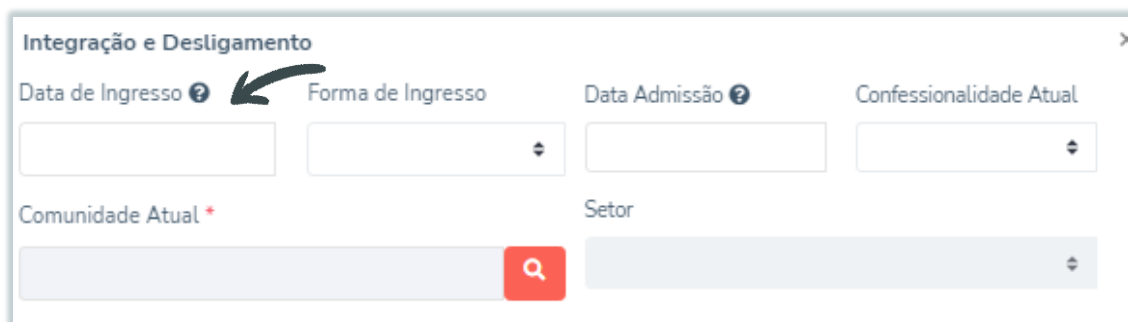 Integração e Desligamento
Data de Ingresso Forma de Ingresso Data Admissão Confessionalidade Atual
Comunidade Atual * Setor